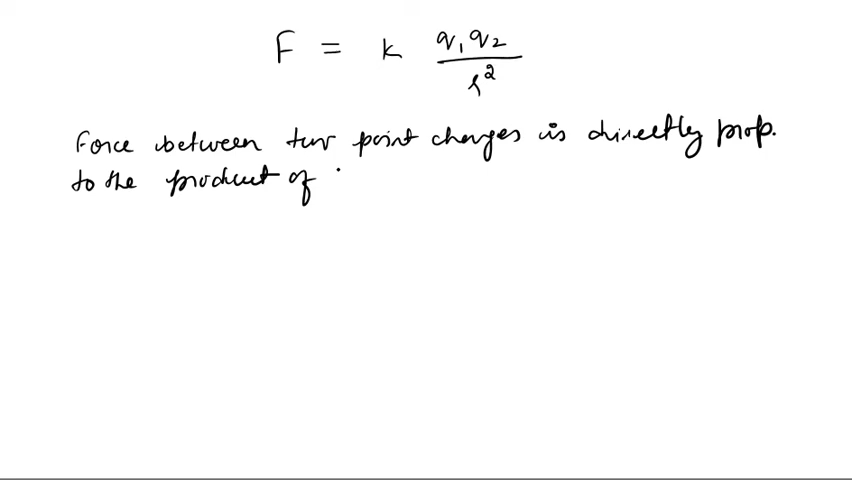 F = k q₁q₂ / r²
Force between two point charges is directly prop.
to the product of